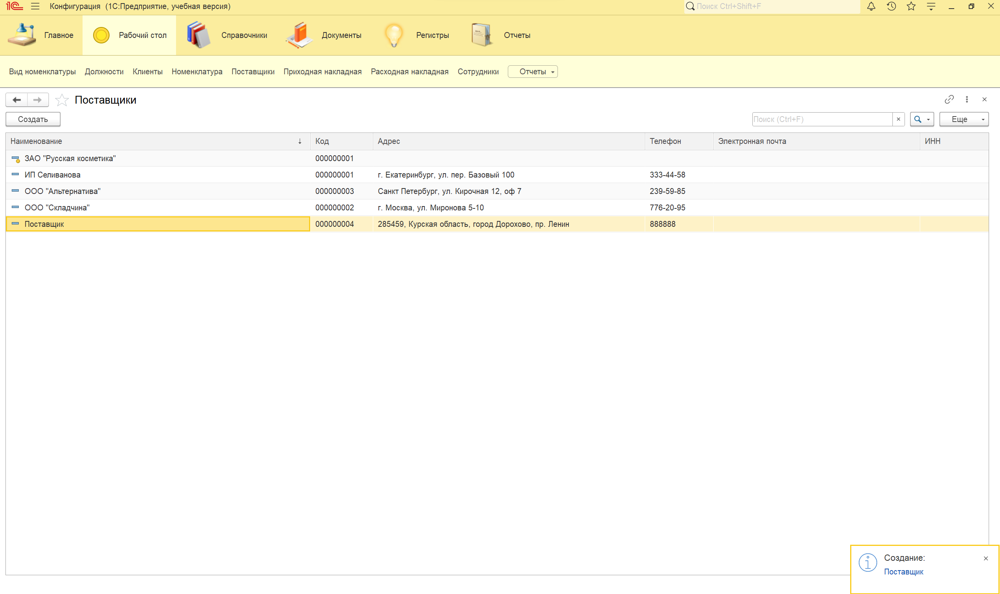 1С Конфигурация (1С:Предприятие, учебная версия) Поиск Ctrl+Shift+F
Главное Рабочий стол Справочники Документы Регистры Отчеты
Вид номенклатуры Должности Клиенты Номенклатура Поставщики Приходная накладная Расходная накладная Сотрудники Отчеты
Поставщики
Создать Поиск (Ctrl+F) Еще
Наименование Код Адрес Телефон Электронная почта ИНН
ЗАО "Русская косметика" 000000001
ИП Селиванова 000000001 г. Екатеринбург, ул. пер. Базовый 100 333-44-58
ООО "Альтернатива" 000000003 Санкт Петербург, ул. Кирочная 12, оф 7 239-59-85
ООО "Складчина" 000000002 г. Москва, ул. Миронова 5-10 776-20-95
Поставщик 000000004 285459, Курская область, город Дорохово, пр. Ленин 888888
Создание:
Поставщик